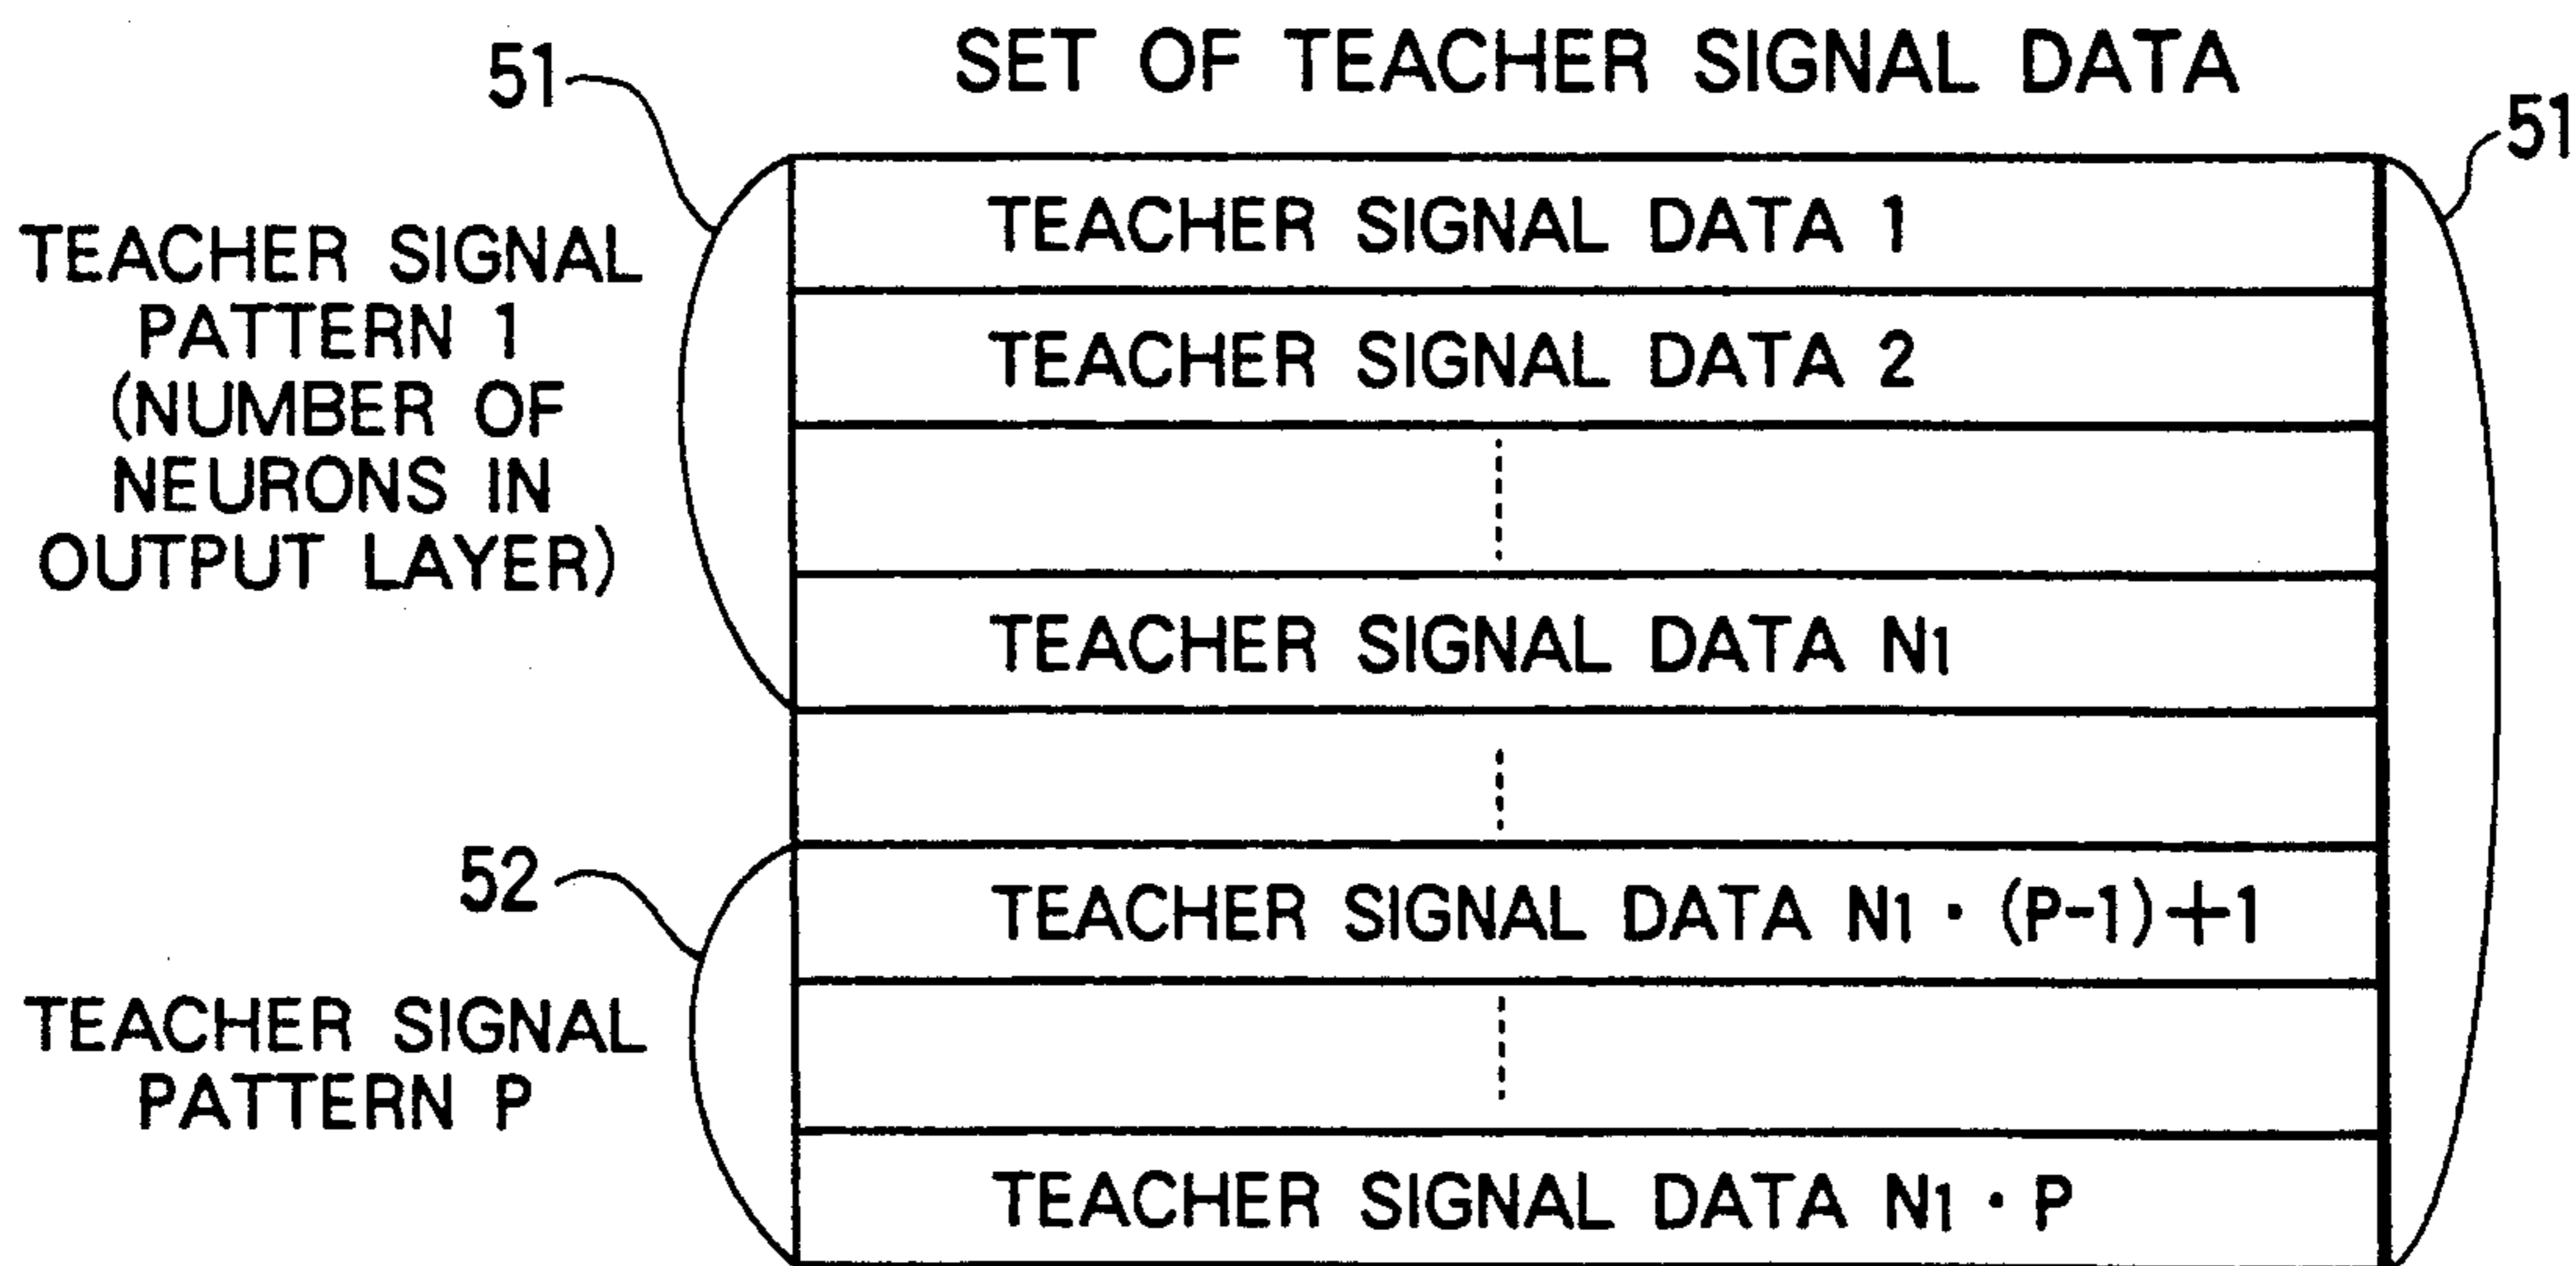 SET OF TEACHER SIGNAL DATA
51
51
TEACHER SIGNAL
PATTERN 1
(NUMBER OF
NEURONS IN
OUTPUT LAYER)
TEACHER SIGNAL DATA 1
TEACHER SIGNAL DATA 2
TEACHER SIGNAL DATA N1
52
TEACHER SIGNAL
PATTERN P
TEACHER SIGNAL DATA N1 · (P-1)+1
TEACHER SIGNAL DATA N1 · P